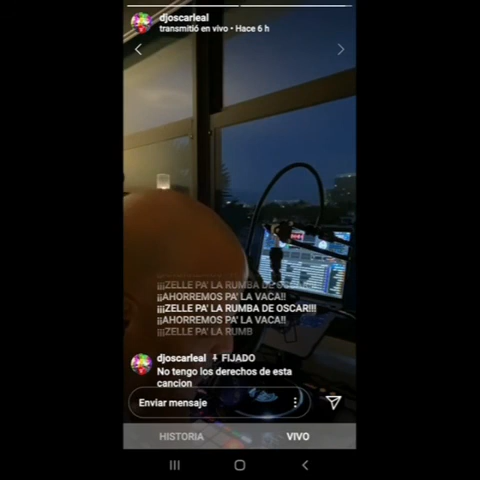 djoscarleal
transmitió en vivo • Hace 6 h
¡¡¡ZELLE PA' LA RUMBA DE
¡¡AHORREMOS PA' LA VACA!!
¡¡¡ZELLE PA' LA RUMBA DE OSCAR!!!
¡¡AHORREMOS PA' LA VACA!!
¡¡¡ZELLE PA' LA RUMB
djoscarleal FIJADO
No tengo los derechos de esta
cancion
Enviar mensaje
HISTORIA VIVO